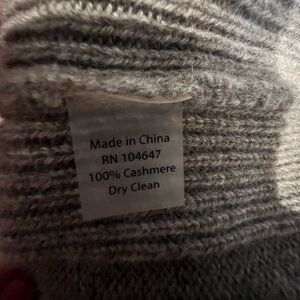 Made in China
RN 104647
100% Cashmere
Dry Clean